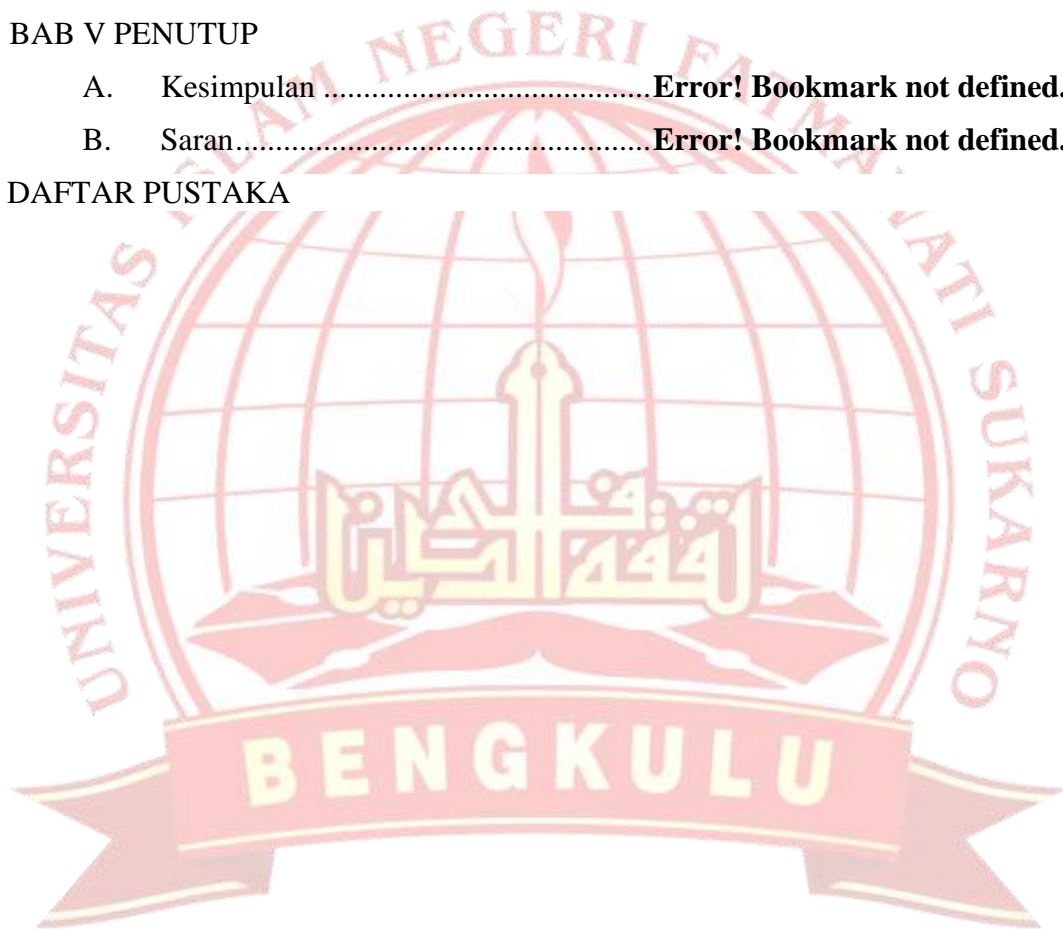 BAB V PENUTUP
A. Kesimpulan ..................................Error! Bookmark not defined.
B. Saran............................................Error! Bookmark not defined.
DAFTAR PUSTAKA
UNIVERSITAS ISLAM NEGERI FATMAWATI SUKARNO
BENGKULU